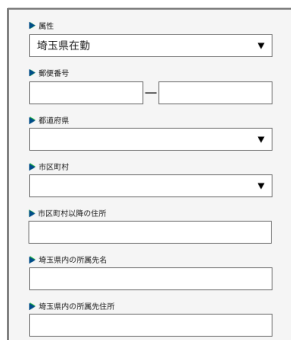 ▶ 属性
埼玉県在勤 ▼
▶ 郵便番号
—
▶ 都道府県
▼
▶ 市区町村
▼
▶ 市区町村以降の住所
▶ 埼玉県内の所属先名
▶ 埼玉県内の所属先住所